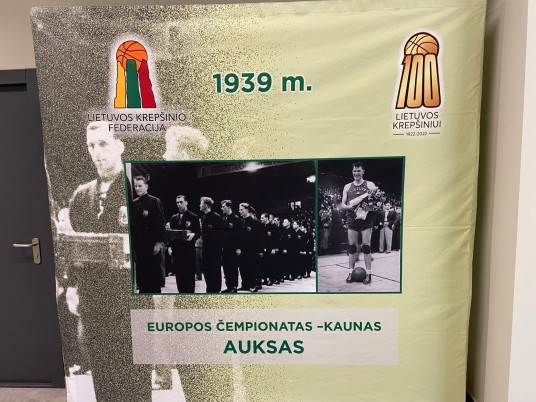 LIETUVOS KREPŠINIO
FEDERACIJA
1939 m.
100
LIETUVOS
KREPŠINIUI
1922-2022
EUROPOS ČEMPIONATAS –KAUNAS
AUKSAS